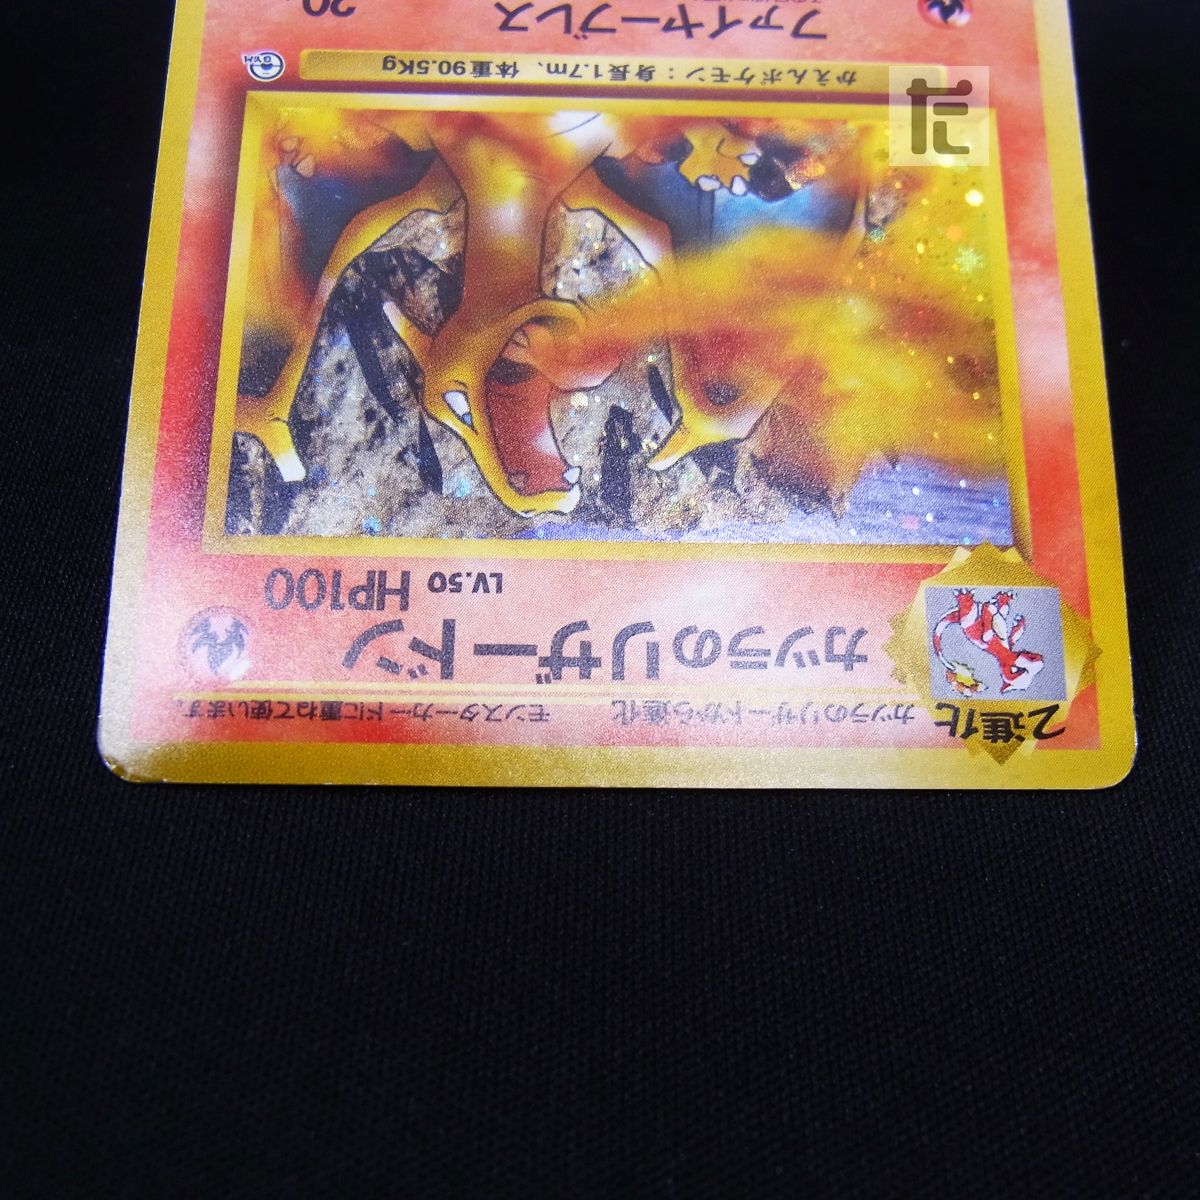 2進化
カツラのリザードから進化
モンスターカードに重ねて使います。
カツラのリザードン
LV.50 HP100
かえんポケモン:身長1.7m、体重90.5Kg
GYM
ファイヤーブレス
20
だ